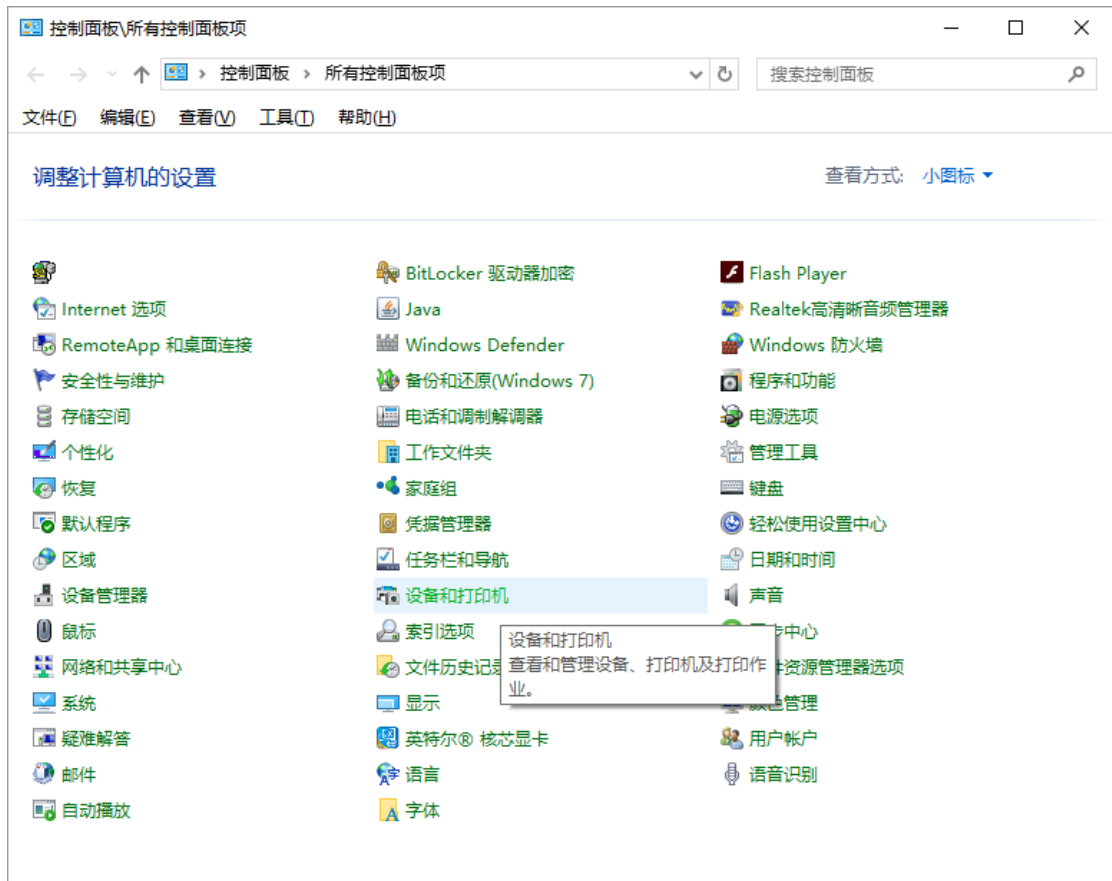 控制面板\所有控制面板项
控制面板 › 所有控制面板项
搜索控制面板
文件(F) 编辑(E) 查看(V) 工具(T) 帮助(H)
调整计算机的设置
查看方式: 小图标
BitLocker 驱动器加密
Flash Player
Internet 选项
Java
Realtek高清晰音频管理器
RemoteApp 和桌面连接
Windows Defender
Windows 防火墙
安全性与维护
备份和还原(Windows 7)
程序和功能
存储空间
电话和调制解调器
电源选项
个性化
工作文件夹
管理工具
恢复
家庭组
键盘
默认程序
凭据管理器
轻松使用设置中心
区域
任务栏和导航
日期和时间
设备管理器
设备和打印机
声音
鼠标
索引选项
步中心
设备和打印机
查看和管理设备、打印机及打印作
业。
网络和共享中心
文件历史记录
资源管理器选项
系统
显示
颜色管理
疑难解答
英特尔® 核芯显卡
用户帐户
邮件
语言
语音识别
自动播放
字体